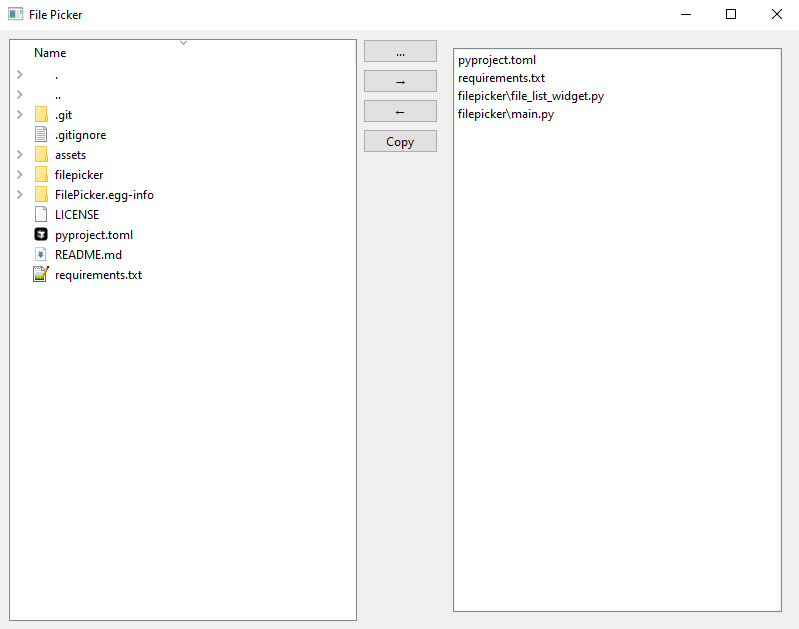 File Picker
Name
.
..
.git
.gitignore
assets
filepicker
FilePicker.egg-info
LICENSE
pyproject.toml
README.md
requirements.txt
...
→
←
Copy
pyproject.toml
requirements.txt
filepicker\file_list_widget.py
filepicker\main.py